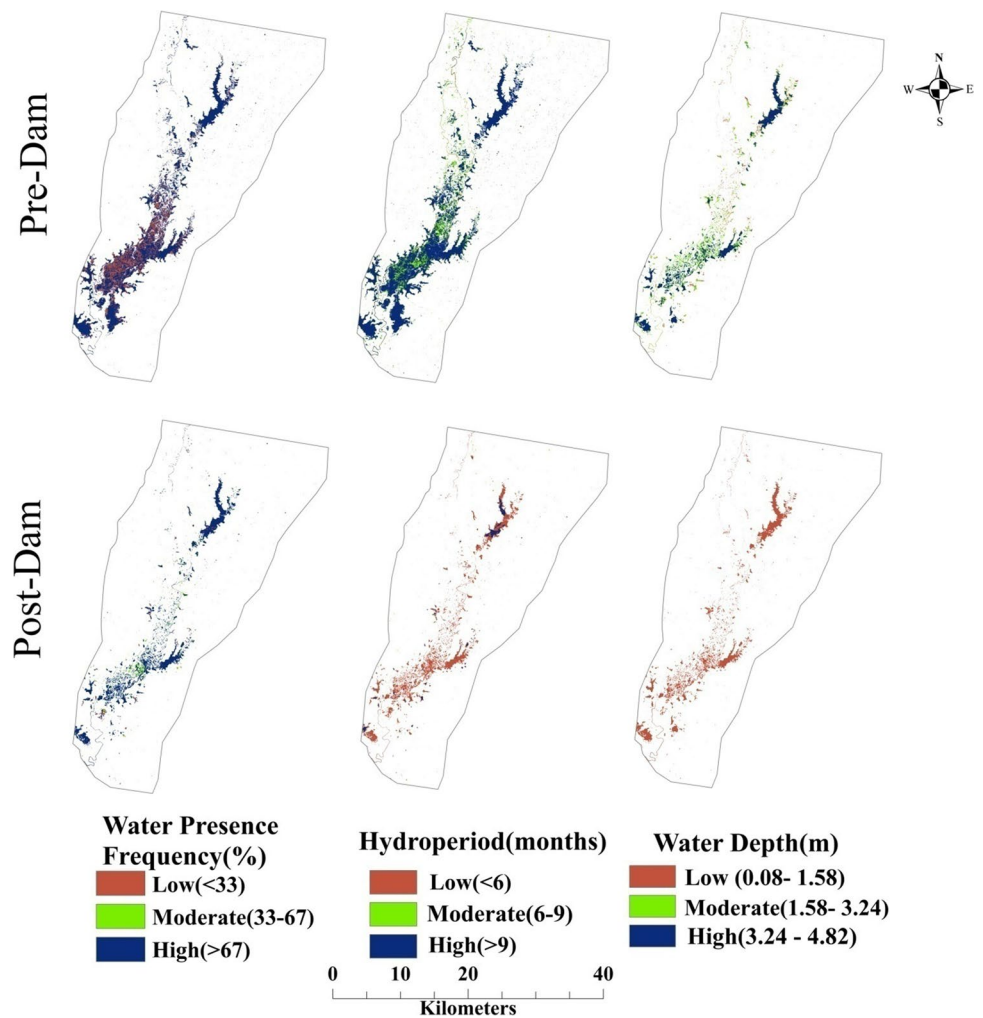 Pre-Dam
N
W E
S
Post-Dam
Water Presence
Frequency(%)
Low(<33)
Moderate(33-67)
High(>67)
Hydroperiod(months)
Low(<6)
Moderate(6-9)
High(>9)
Water Depth(m)
Low (0.08- 1.58)
Moderate(1.58- 3.24)
High(3.24 - 4.82)
0 10 20 40
Kilometers